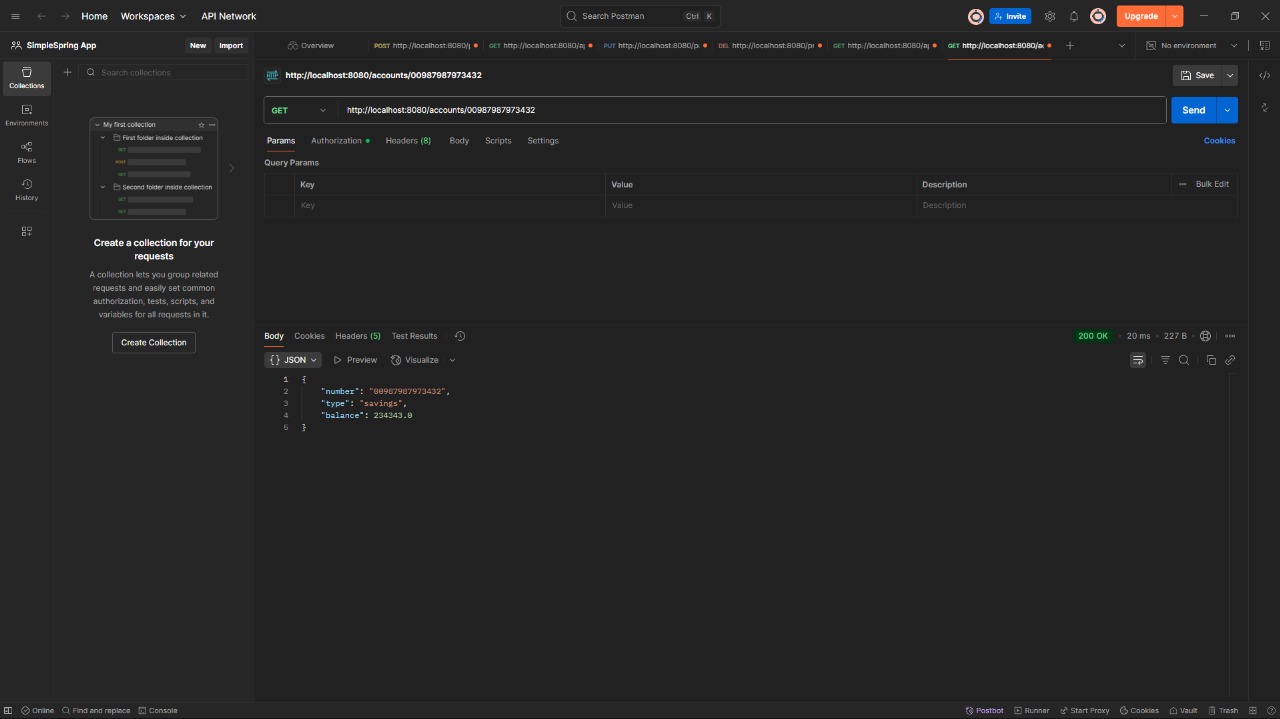 Home
Workspaces
API Network
Search Postman
Ctrl
K
Invite
Upgrade
SimpleSpring App
New
Import
Overview
POST http://localhost:8080/
GET http://localhost:8080/a
PUT http://localhost:8080/
DEL http://localhost:8080/
GET http://localhost:8080/a
GET http://localhost:8080/a
No environment
Collections
Environments
Flows
History
Search collections
My first collection
First folder inside collection
GET
POST
GET
Second folder inside collection
GET
GET
Create a collection for your
requests
A collection lets you group related
requests and easily set common
authorization, tests, scripts, and
variables for all requests in it.
Create Collection
http://localhost:8080/accounts/00987987973432
Save
GET
http://localhost:8080/accounts/00987987973432
Send
Params
Authorization
Headers (8)
Body
Scripts
Settings
Cookies
Query Params
Key
Value
Description
Bulk Edit
Key
Value
Description
Body
Cookies
Headers (5)
Test Results
200 OK
20 ms
227 B
{} JSON
Preview
Visualize
1 {
2 "number": "00987987973432",
3 "type": "savings",
4 "balance": 234343.0
5 }
Online
Find and replace
Console
Postbot
Runner
Start Proxy
Cookies
Vault
Trash